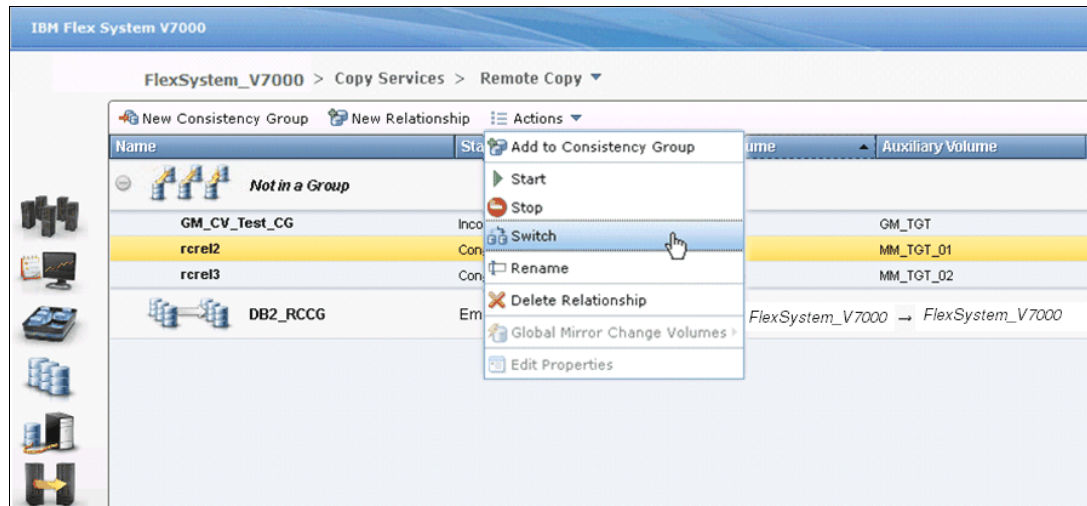 IBM Flex System V7000
FlexSystem_V7000 > Copy Services > Remote Copy
New Consistency Group New Relationship Actions
Name Sta ume Auxiliary Volume
Add to Consistency Group
Not in a Group
Start
Stop
GM_CV_Test_CG Inco GM_TGT
Switch
rcrel2 Con MM_TGT_01
Rename
rcrel3 Con MM_TGT_02
Delete Relationship
DB2_RCCG Em FlexSystem_V7000 → FlexSystem_V7000
Global Mirror Change Volumes
Edit Properties